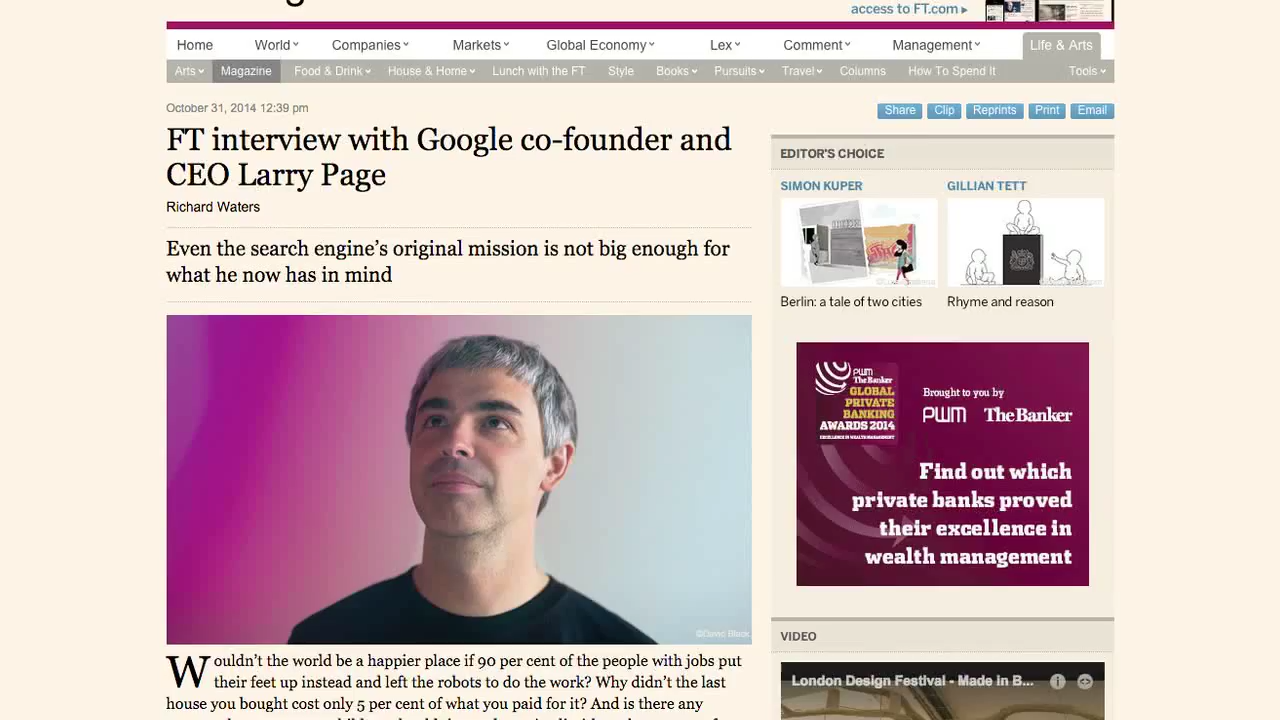 access to FT.com
Home World Companies Markets Global Economy Lex Comment Management Life & Arts
Arts Magazine Food & Drink House & Home Lunch with the FT Style Books Pursuits Travel Columns How To Spend It Tools
October 31, 2014 12:39 pm
Share Clip Reprints Print Email
FT interview with Google co-founder and
CEO Larry Page
Richard Waters
Even the search engine’s original mission is not big enough for
what he now has in mind
©David Black
Wouldn’t the world be a happier place if 90 per cent of the people with jobs put
their feet up instead and left the robots to do the work? Why didn’t the last
house you bought cost only 5 per cent of what you paid for it? And is there any
EDITOR'S CHOICE
SIMON KUPER
GILLIAN TETT
Berlin: a tale of two cities
Rhyme and reason
PWM
The Banker
GLOBAL
PRIVATE
BANKING
AWARDS 2014
EXCELLENCE IN WEALTH MANAGEMENT
Brought to you by
PWM The Banker
Find out which
private banks proved
their excellence in
wealth management
VIDEO
London Design Festival - Made in B...